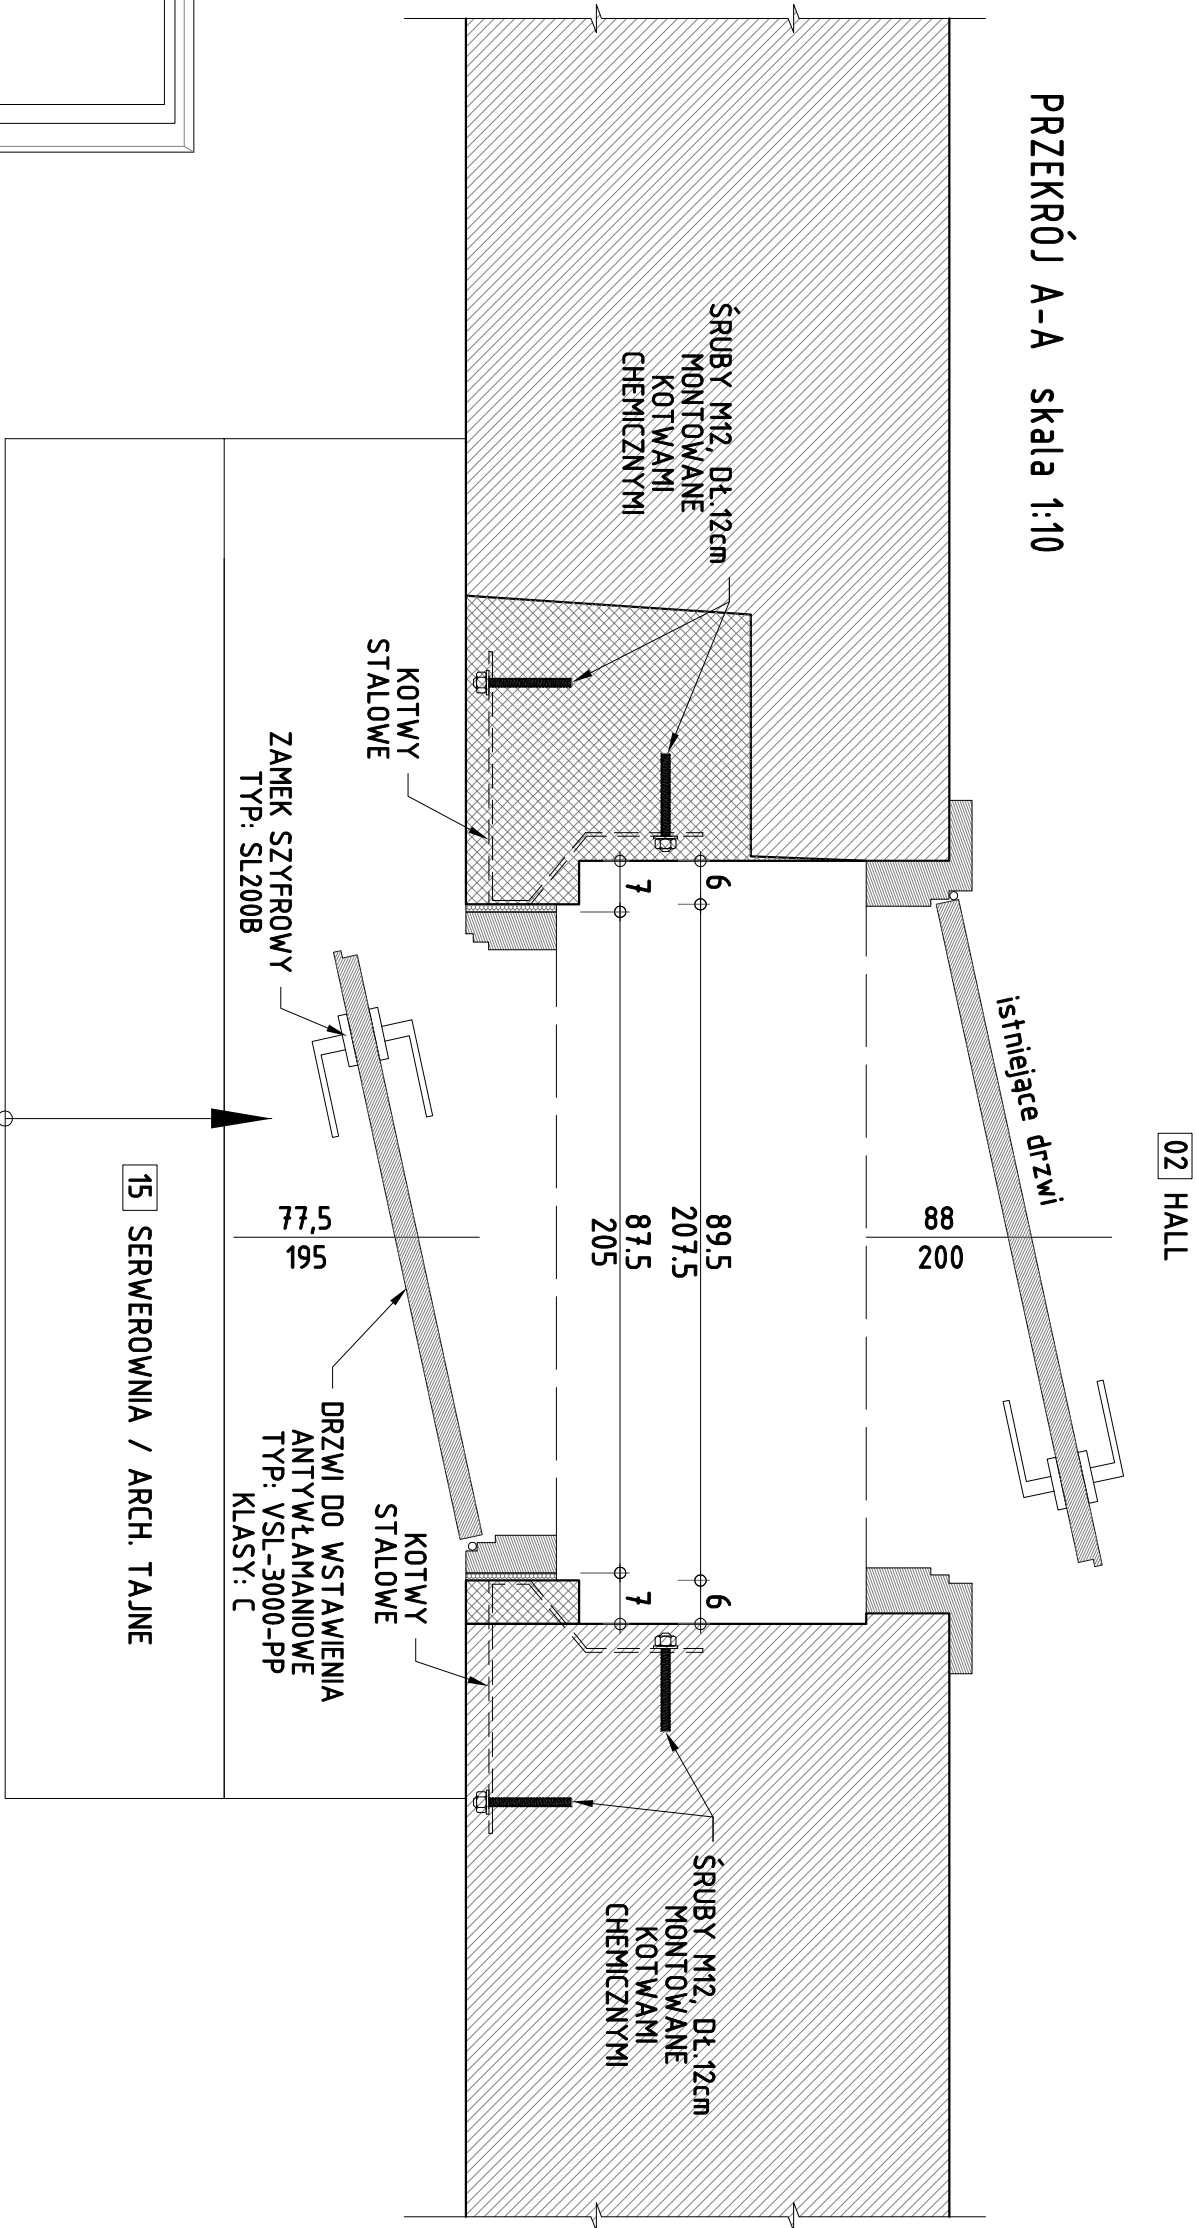 PRZEKRÓJ A-A skala 1:10
02 HALL
istniejące drzwi
88
200
ŚRUBY M12, DŁ.12cm
MONTOWANE
KOTWAMI
CHEMICZNYMI
6
89.5
207.5
6
7
87.5
205
7
ŚRUBY M12, DŁ.12cm
MONTOWANE
KOTWAMI
CHEMICZNYMI
KOTWY
STALOWE
ZAMEK SZYFROWY
TYP: SL200B
77,5
195
KOTWY
STALOWE
DRZWI DO WSTAWIENIA
ANTYWŁAMANIOWE
TYP: VSL-3000-PP
KLASY: C
15 SERWEROWNIA / ARCH. TAJNE